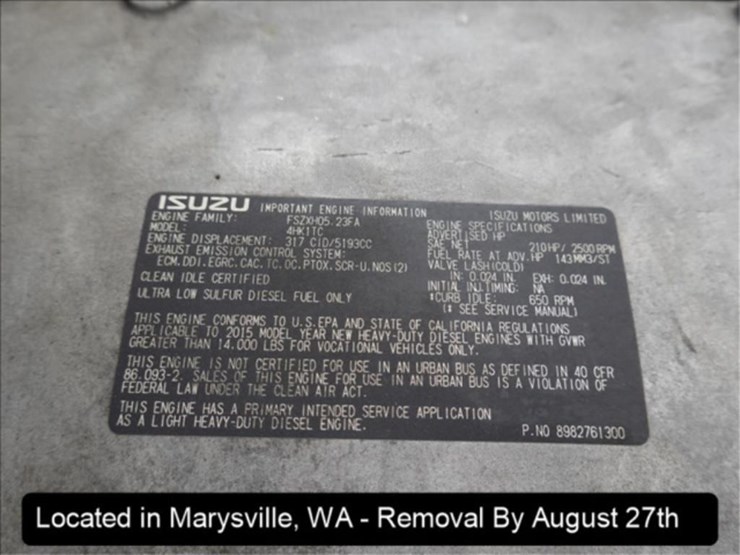 ISUZU IMPORTANT ENGINE INFORMATION ISUZU MOTORS LIMITED
ENGINE FAMILY: FSZXH05.23FA
MODEL: 4HK1TC
ENGINE DISPLACEMENT: 317 CID/5193CC
EXHAUST EMISSION CONTROL SYSTEM:
ECM.DDI.EGRC.CAC.TC.OC.PTOX.SCR-U.NOS(2)
CLEAN IDLE CERTIFIED
ULTRA LOW SULFUR DIESEL FUEL ONLY
ENGINE SPECIFICATIONS
ADVERTISED HP
SAE NET 210HP/2500RPM
FUEL RATE AT ADV. HP 143MM3/ST
VALVE LASH(COLD)
IN: 0.024 IN. EXH: 0.024 IN.
INITIAL INJ.TIMING: NA
*CURB IDLE: 650 RPM
(* SEE SERVICE MANUAL)
THIS ENGINE CONFORMS TO U.S.EPA AND STATE OF CALIFORNIA REGULATIONS
APPLICABLE TO 2015 MODEL YEAR NEW HEAVY-DUTY DIESEL ENGINES WITH GVWR
GREATER THAN 14.000 LBS FOR VOCATIONAL VEHICLES ONLY.
THIS ENGINE IS NOT CERTIFIED FOR USE IN AN URBAN BUS AS DEFINED IN 40 CFR
86.093-2. SALES OF THIS ENGINE FOR USE IN AN URBAN BUS IS A VIOLATION OF
FEDERAL LAW UNDER THE CLEAN AIR ACT.
THIS ENGINE HAS A PRIMARY INTENDED SERVICE APPLICATION
AS A LIGHT HEAVY-DUTY DIESEL ENGINE.
P.NO 8982761300
Located in Marysville, WA - Removal By August 27th